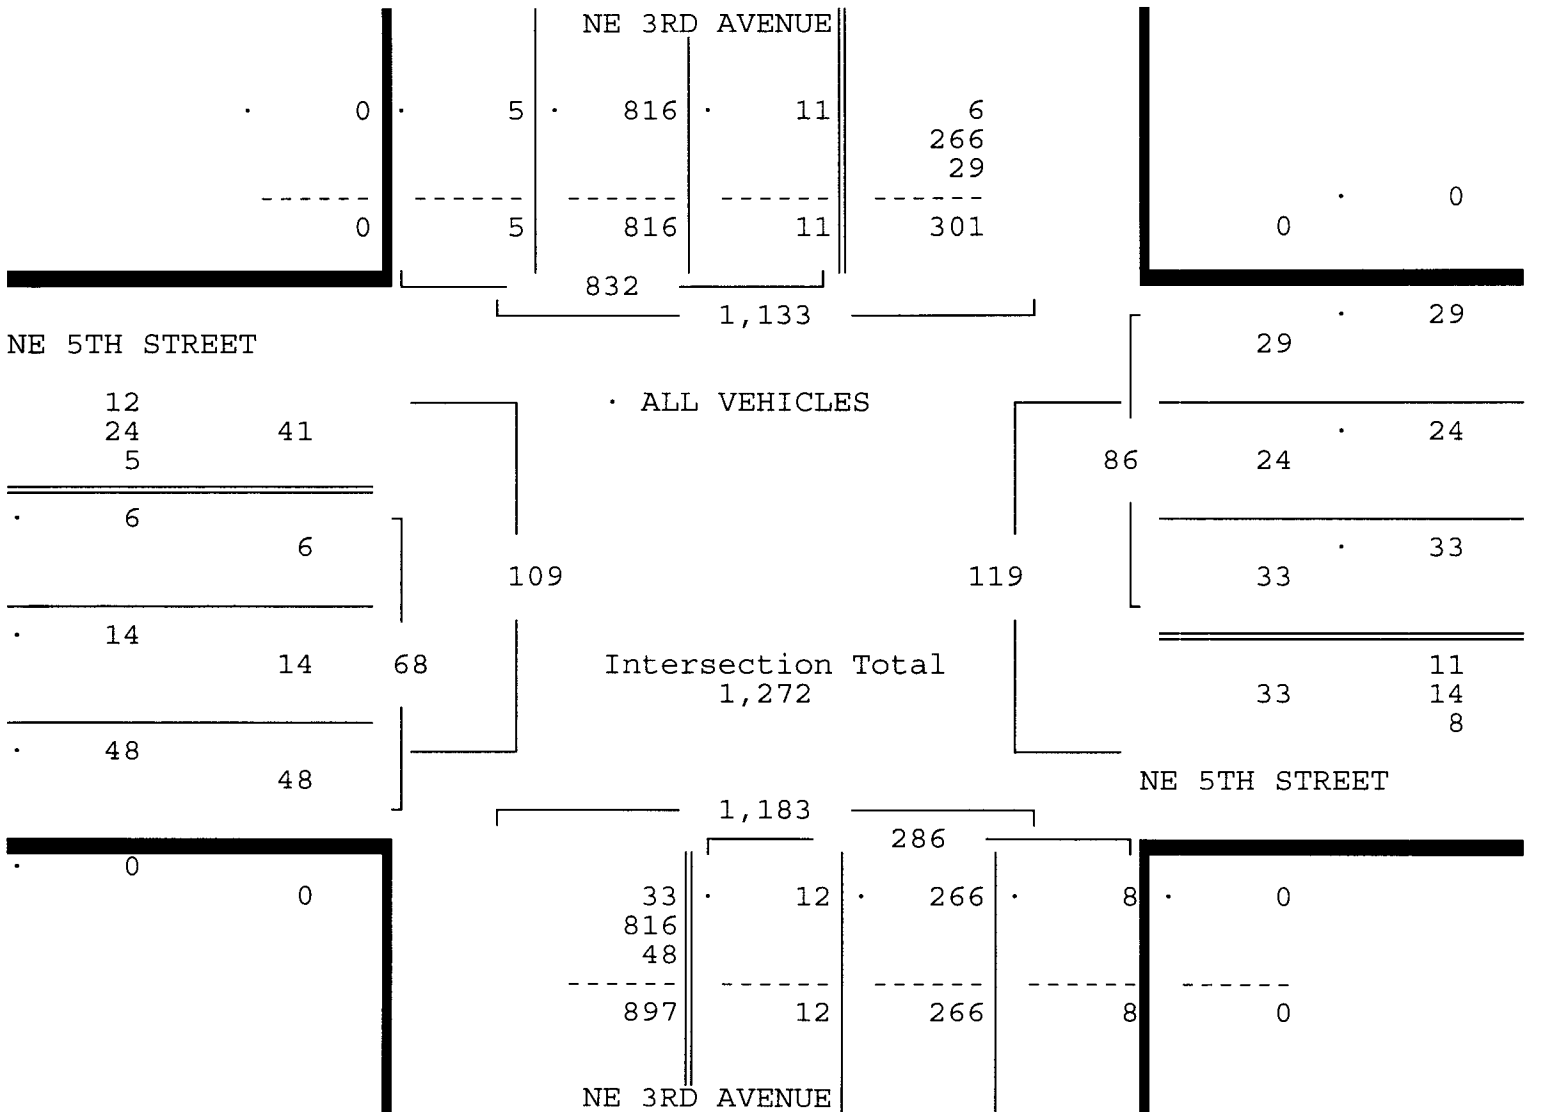 NE 3RD AVENUE
· 0 · 5 · 816 · 11 6
266
29
· 0
------ ------ ------ ------ ------
0 5 816 11 301 0
832
1,133 · 29
NE 5TH STREET 29
12 · ALL VEHICLES
24 41 · 24
5 86 24
· 6
6 · 33
109 119 33
· 14
14 68 Intersection Total 11
1,272 33 14
8
· 48
48 NE 5TH STREET
1,183
286
· 0
0 33 · 12 · 266 · 8 · 0
816
48
------ ------ ------ ------ ------
897 12 266 8 0
NE 3RD AVENUE